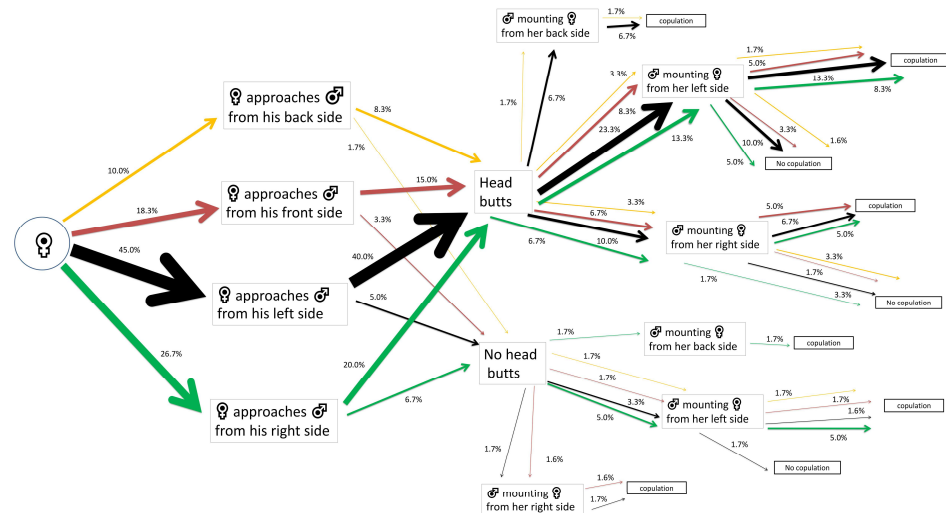 ♂ mounting ♀
from her back side
1.7%
6.7%
copulation
1.7%
6.7%
♀ approaches ♂
from his back side
10.0%
8.3%
1.7%
♀ approaches ♂
from his front side
18.3%
15.0%
3.3%
♀ approaches ♂
from his left side
45.0%
40.0%
5.0%
♀ approaches ♂
from his right side
26.7%
20.0%
6.7%
Head
butts
3.3%
8.3%
23.3%
13.3%
♂ mounting ♀
from her left side
1.7%
5.0%
13.3%
8.3%
copulation
3.3%
10.0%
5.0%
1.6%
No copulation
3.3%
6.7%
10.0%
6.7%
♂ mounting ♀
from her right side
5.0%
6.7%
5.0%
copulation
3.3%
1.7%
3.3%
1.7%
No copulation
No head
butts
1.7%
♂ mounting ♀
from her back side
1.7%
copulation
1.7%
1.7%
3.3%
5.0%
♂ mounting ♀
from her left side
1.7%
1.7%
1.6%
5.0%
copulation
1.7%
No copulation
1.7%
1.6%
♂ mounting ♀
from her right side
1.6%
1.7%
copulation